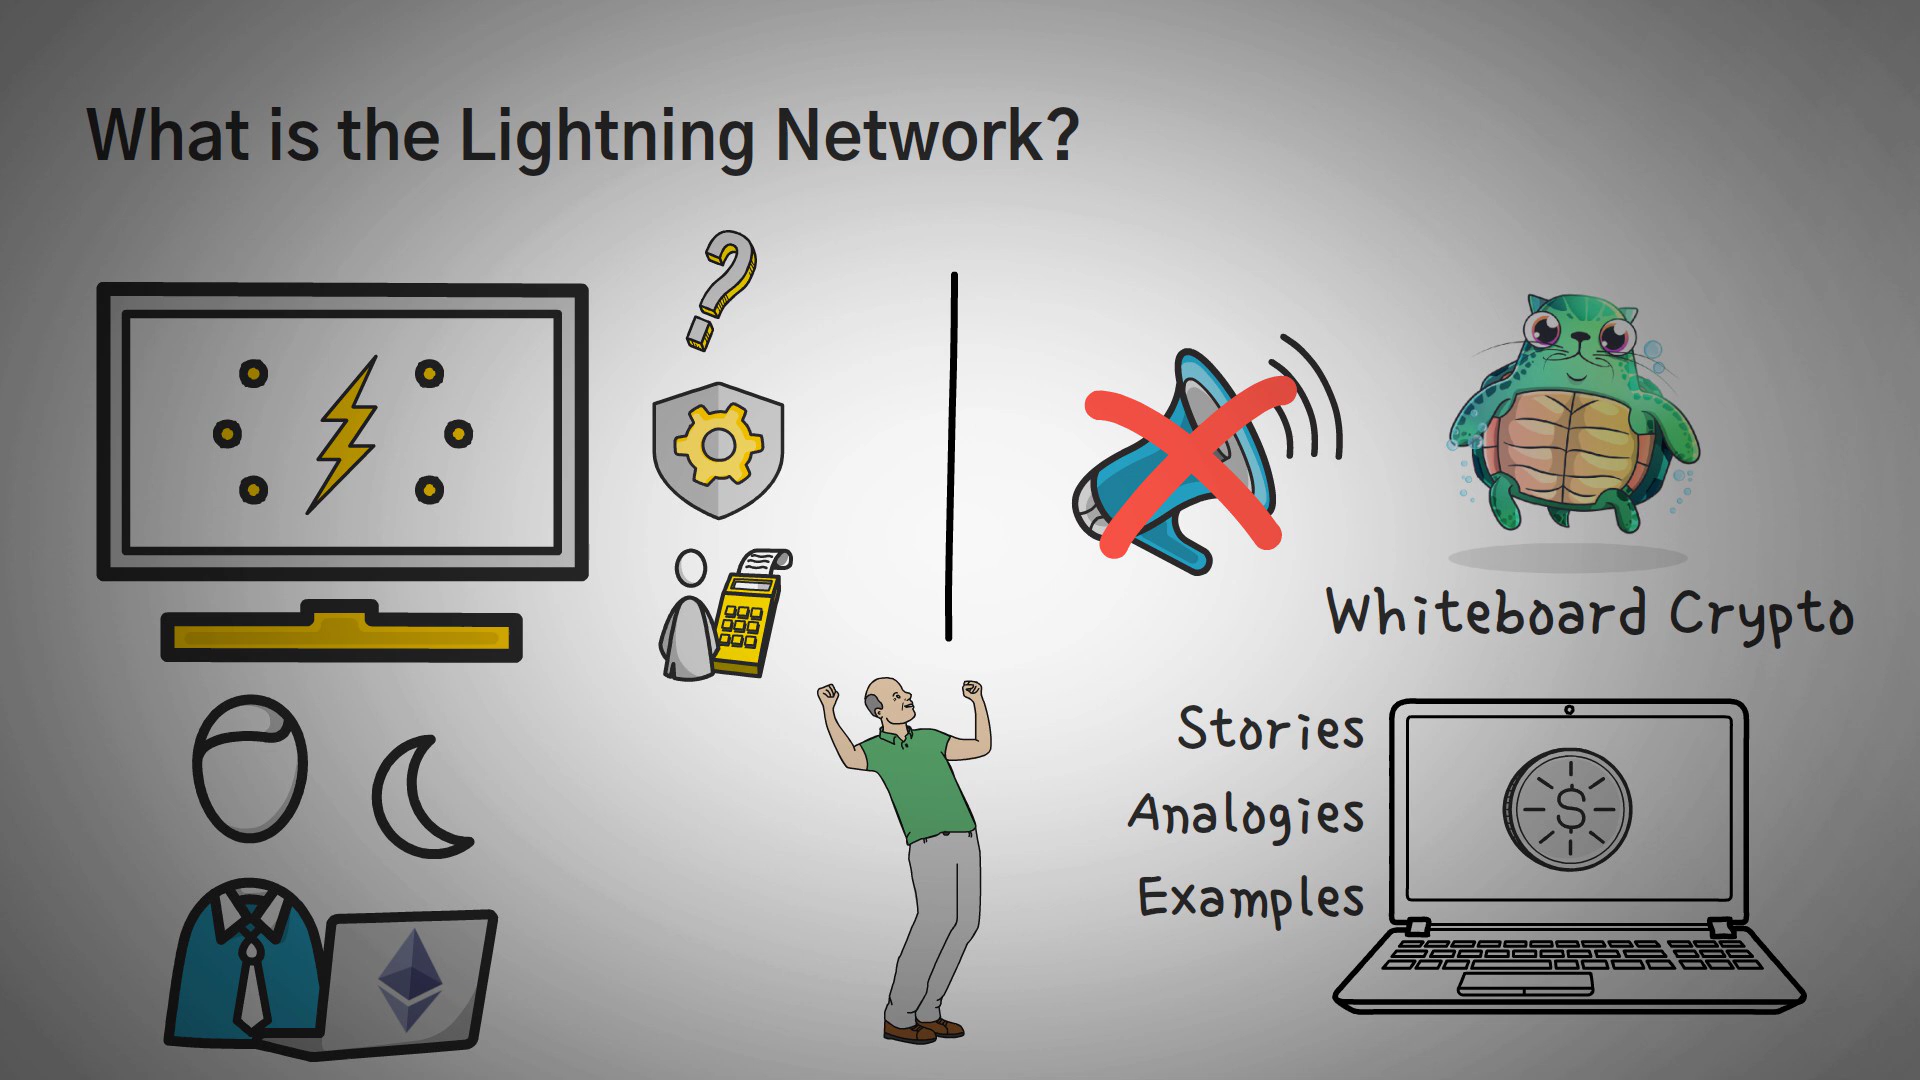 What is the Lightning Network?
Whiteboard Crypto
Stories
Analogies
Examples